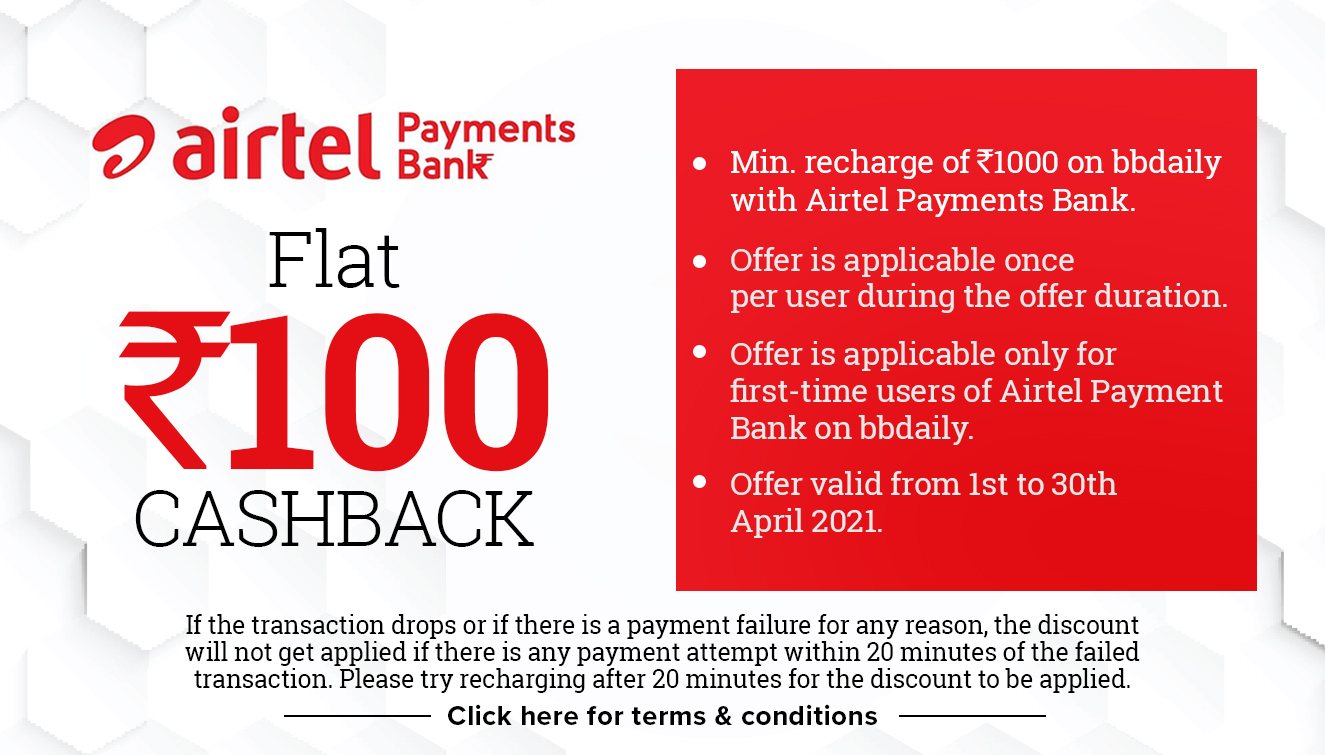 airtel Payments
Bank
Flat
₹100
CASHBACK
• Min. recharge of ₹1000 on bbdaily
with Airtel Payments Bank.
• Offer is applicable once
per user during the offer duration.
• Offer is applicable only for
first-time users of Airtel Payment
Bank on bbdaily.
• Offer valid from 1st to 30th
April 2021.
If the transaction drops or if there is a payment failure for any reason, the discount
will not get applied if there is any payment attempt within 20 minutes of the failed
transaction. Please try recharging after 20 minutes for the discount to be applied.
Click here for terms & conditions